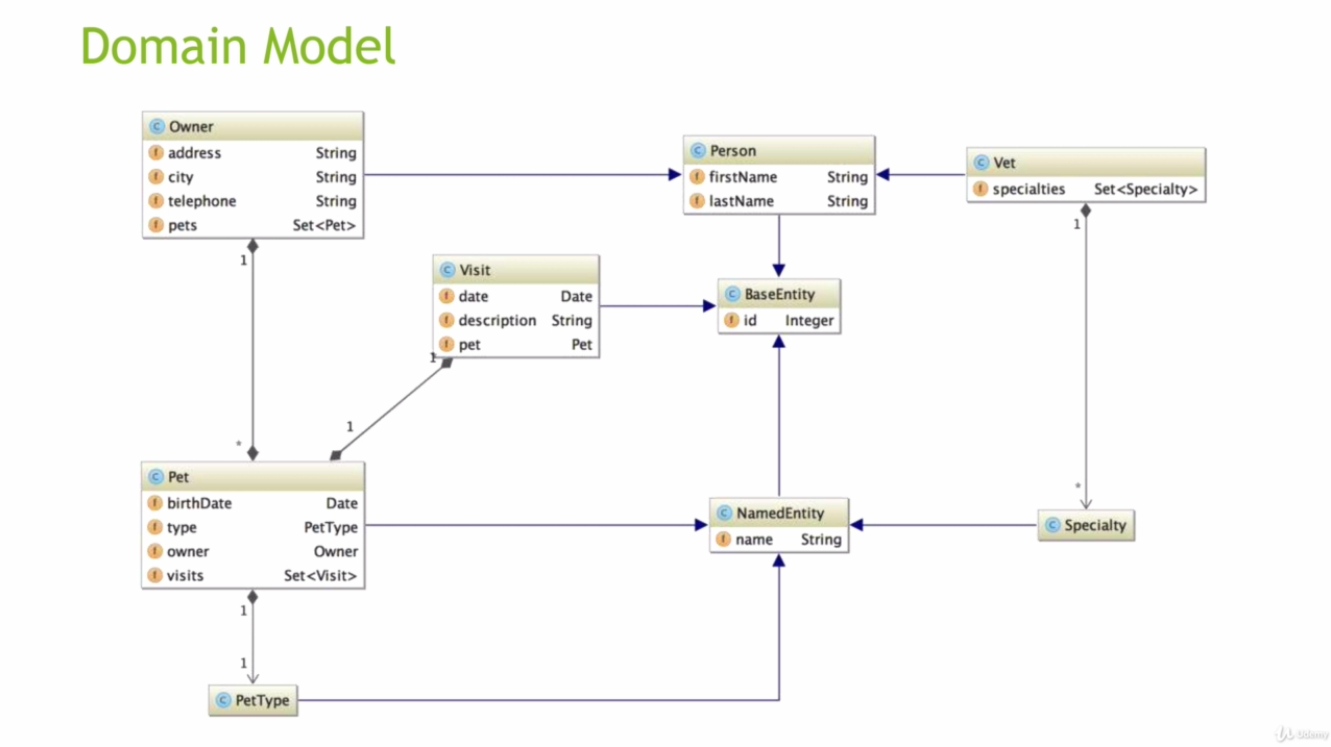 Domain Model
Owner
address String
city String
telephone String
pets Set<Pet>
1
*
Person
firstName String
lastName String
Vet
specialties Set<Specialty>
1
*
Visit
date Date
description String
pet Pet
1
1
BaseEntity
id Integer
Pet
birthDate Date
type PetType
owner Owner
visits Set<Visit>
1
1
NamedEntity
name String
Specialty
PetType
Udemy